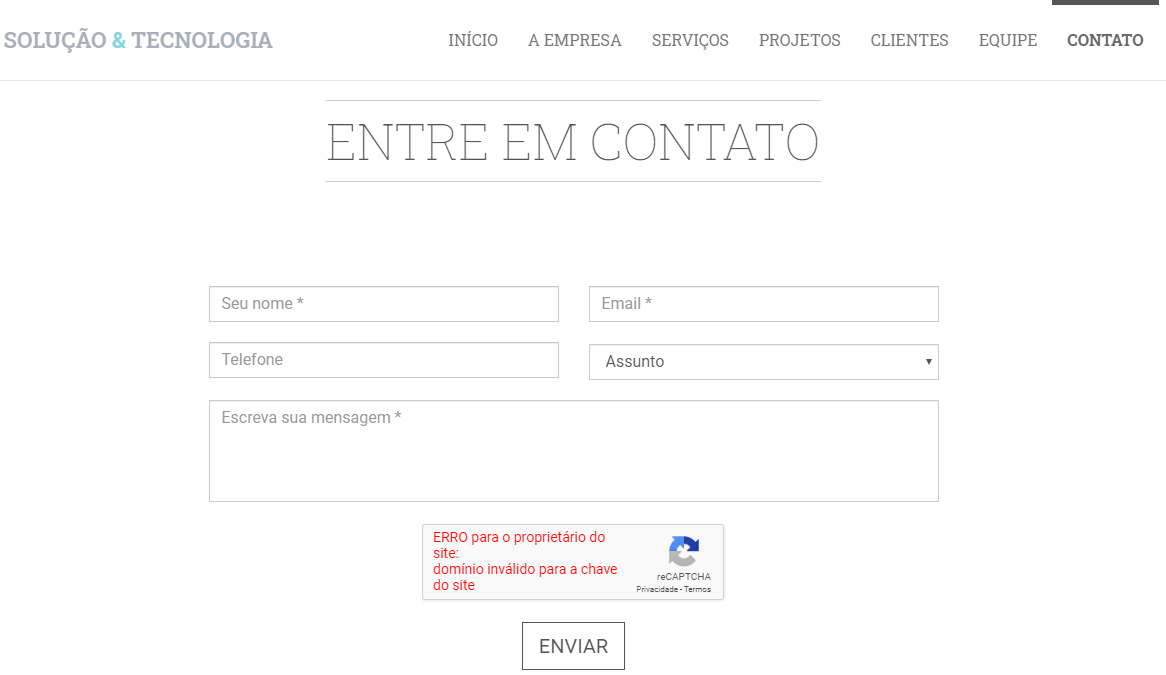 SOLUÇÃO & TECNOLOGIA
INÍCIO A EMPRESA SERVIÇOS PROJETOS CLIENTES EQUIPE CONTATO
ENTRE EM CONTATO
Seu nome * Email *
Telefone Assunto
Escreva sua mensagem *
ERRO para o proprietário do
site:
domínio inválido para a chave
do site
reCAPTCHA
Privacidade - Termos
ENVIAR